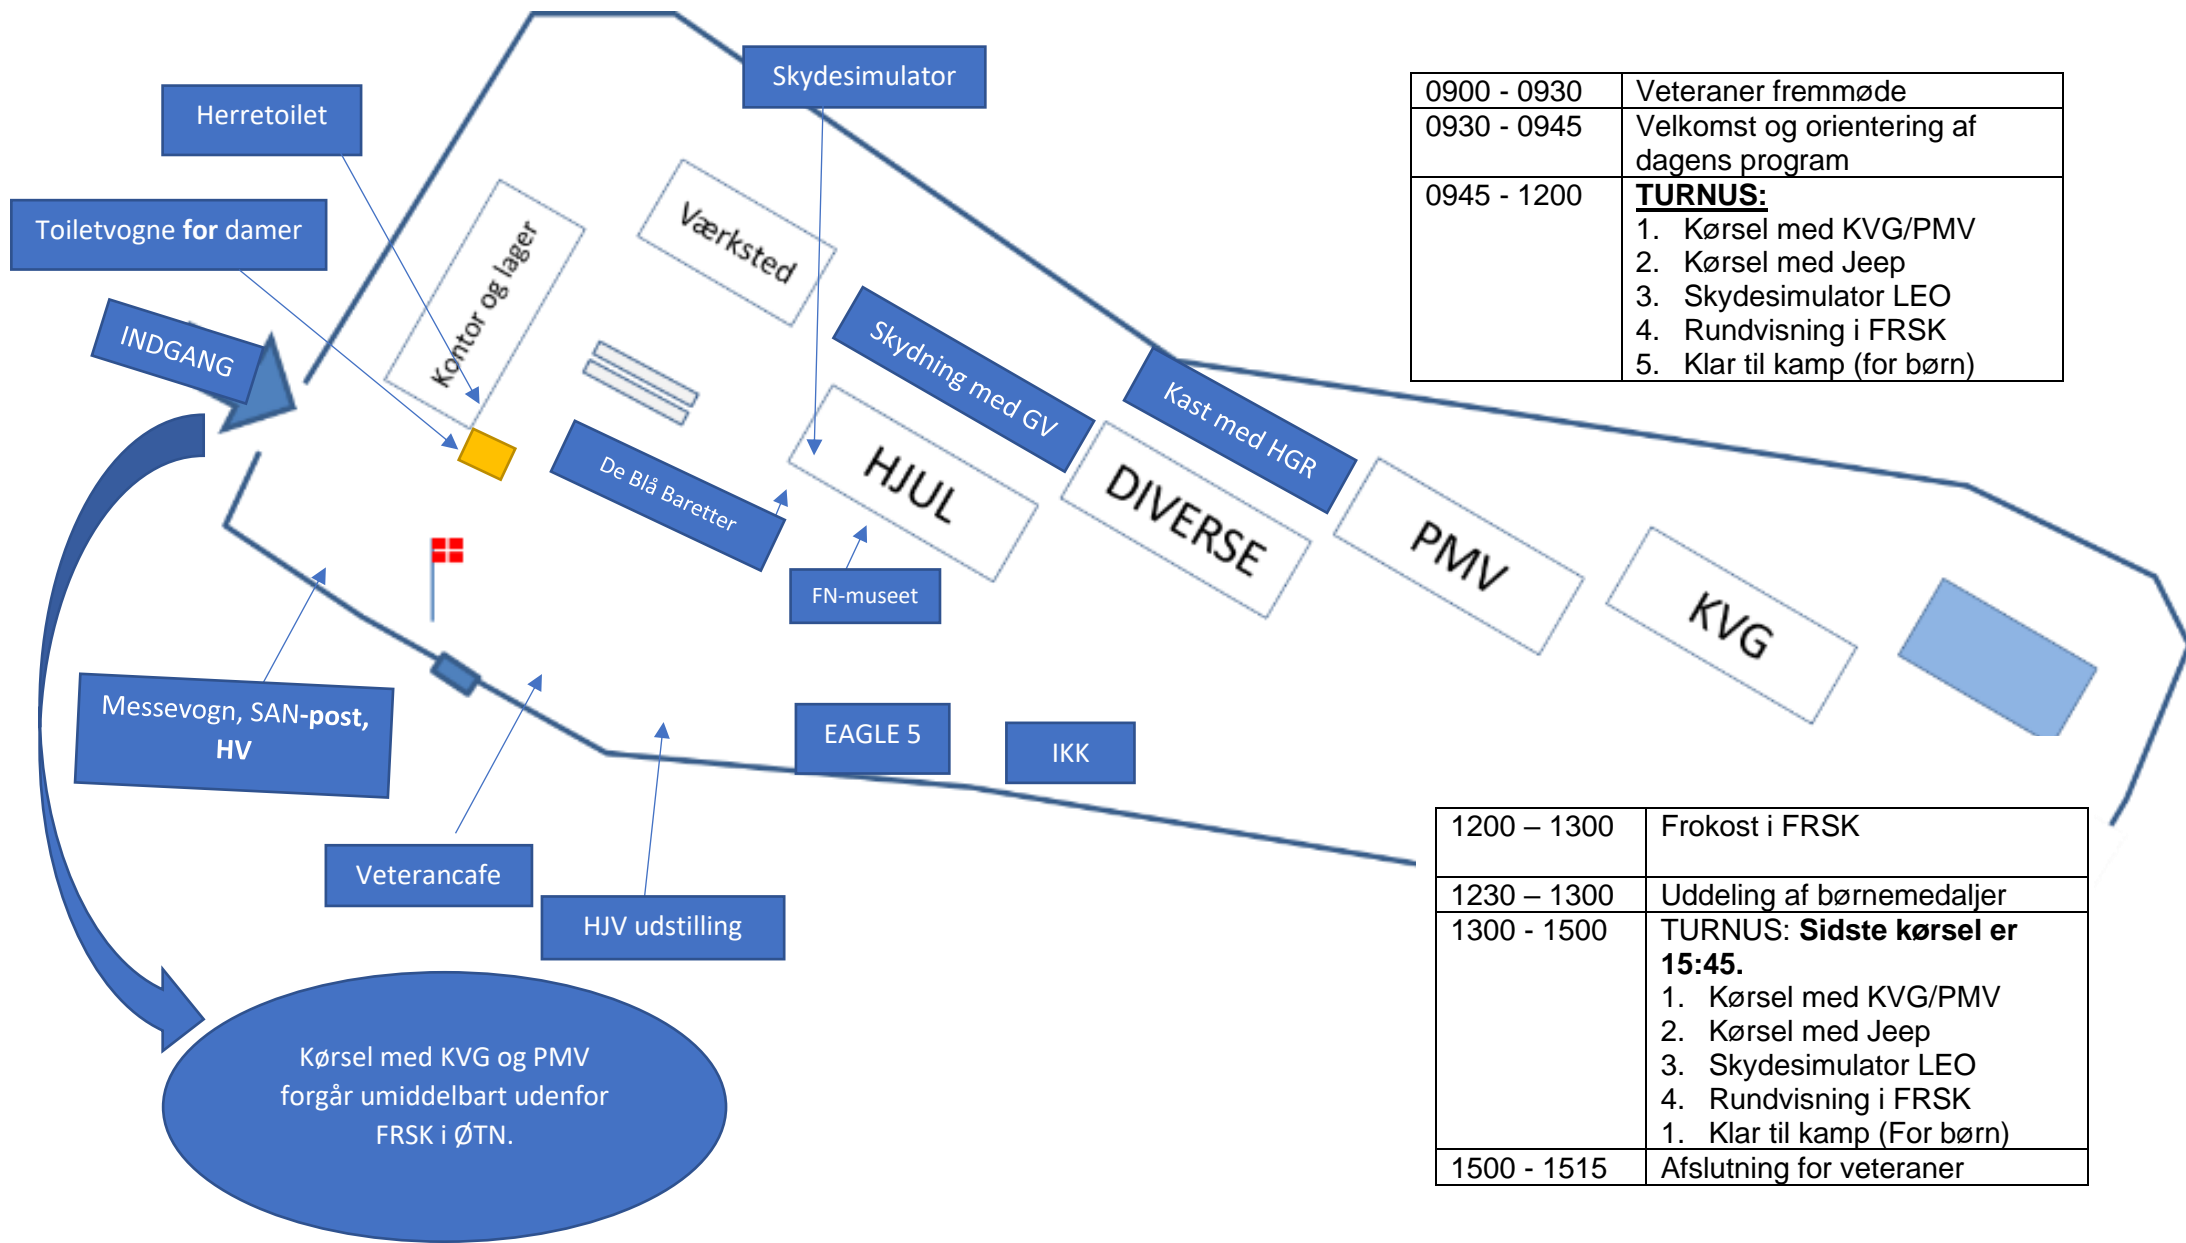 Skydesimulator
Herretoilet
Toiletvogne for damer
INDGANG
Kontor og lager
Værksted
Skydning med GV
Kast med HGR
De Blå Baretter
HJUL
DIVERSE
PMV
KVG
FN-museet
Messevogn, SAN-post,
HV
EAGLE 5
IKK
Veterancafe
HJV udstilling
Kørsel med KVG og PMV
forgår umiddelbart udenfor
FRSK i ØTN.
0900 - 0930 Veteraner fremmøde
0930 - 0945 Velkomst og orientering af
dagens program
0945 - 1200 TURNUS:
1. Kørsel med KVG/PMV
2. Kørsel med Jeep
3. Skydesimulator LEO
4. Rundvisning i FRSK
5. Klar til kamp (for børn)
1200 – 1300 Frokost i FRSK
1230 – 1300 Uddeling af børnemedaljer
1300 - 1500 TURNUS: Sidste kørsel er
15:45.
1. Kørsel med KVG/PMV
2. Kørsel med Jeep
3. Skydesimulator LEO
4. Rundvisning i FRSK
1. Klar til kamp (For børn)
1500 - 1515 Afslutning for veteraner